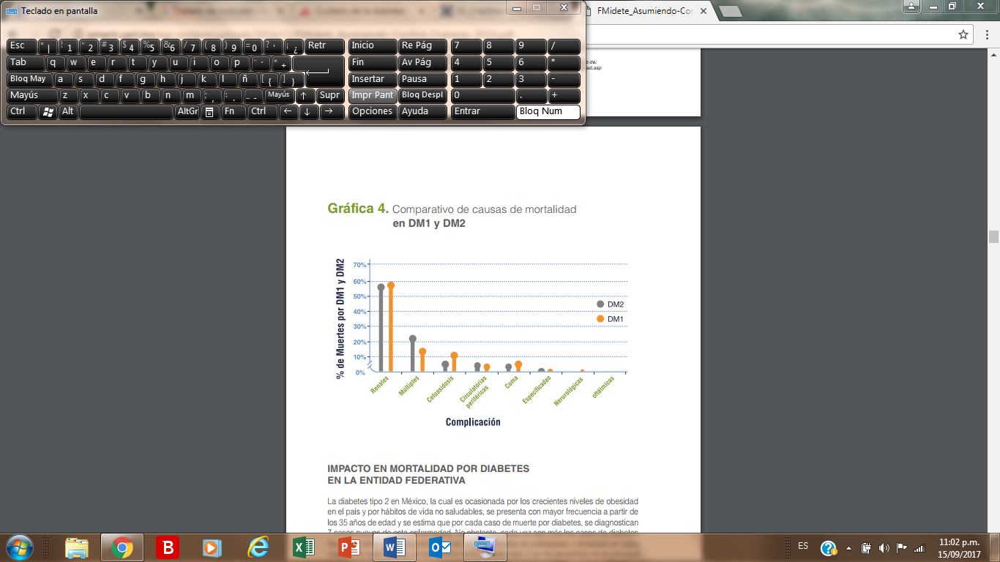 Teclado en pantalla
FMidete_Asumiendo-Cor
Esc ° | ! 1 " 2 # 3 $ 4 % 5 & 6 / 7 ( 8 ) 9 = 0 ? ' ¡ ¿ Retr
Inicio Re Pág 7 8 9 /
Tab q w e r t y u i o p ¨ ´ * +
Fin Av Pág 4 5 6 *
Bloq May a s d f g h j k l ñ [ { ] }
Insertar Pausa 1 2 3 -
Mayús z x c v b n m ; , : . _ - Mayús ↑ Supr
Impr Pant Bloq Despl 0 . +
Ctrl Alt AltGr Fn Ctrl ← ↓ →
Opciones Ayuda Entrar Bloq Num
o de:
ad.asp
Gráfica 4. Comparativo de causas de mortalidad
en DM1 y DM2
% de Muertes por DM1 y DM2
70%
60%
50%
40%
30%
20%
10%
0%
DM2
DM1
Renales
Múltiples
Cetoasidosis
Circulatorias
periféricas
Coma
Especificadas
Nerurológicas
oftálmicas
Complicación
IMPACTO EN MORTALIDAD POR DIABETES
EN LA ENTIDAD FEDERATIVA
La diabetes tipo 2 en México, la cual es ocasionada por los crecientes niveles de obesidad
en el país y por hábitos de vida no saludables, se presenta con mayor frecuencia a partir de
los 35 años de edad y se estima que por cada caso de muerte por diabetes, se diagnostican
7 casos nuevos de esta enfermedad. No obstante, cada vez son más los casos de diabetes
ES
11:02 p.m.
15/09/2017